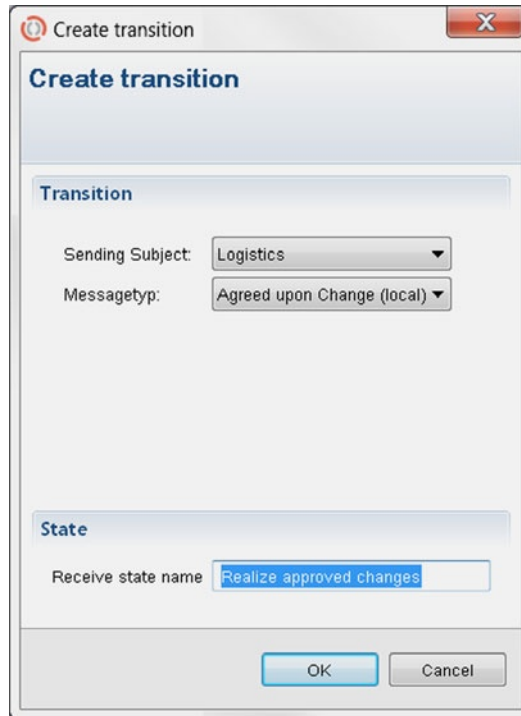 Create transition
Create transition
Transition
Sending Subject: Logistics
Messagetyp: Agreed upon Change (local)
State
Receive state name Realize approved changes
OK Cancel